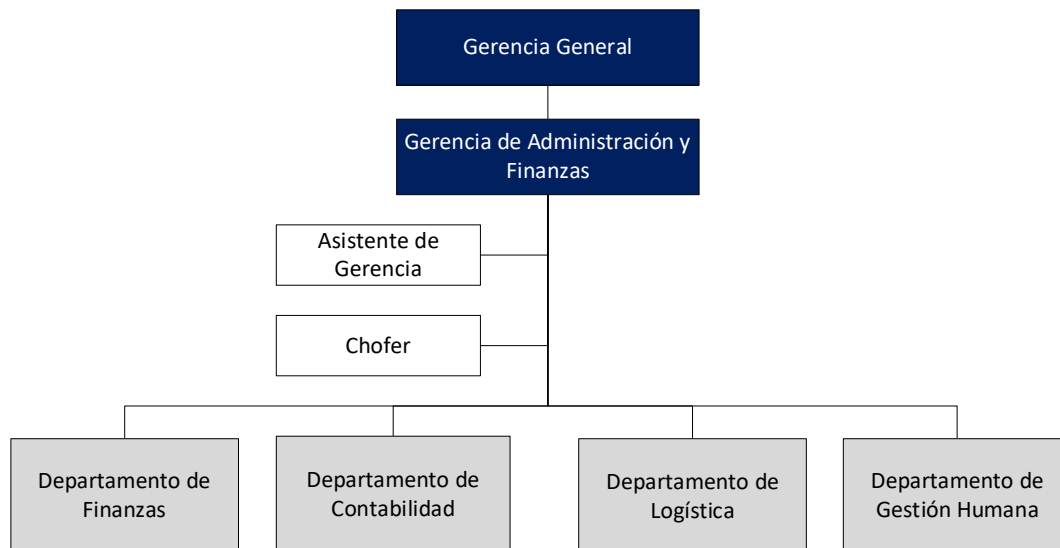 Gerencia General
Gerencia de Administración y
Finanzas
Asistente de
Gerencia
Chofer
Departamento de
Finanzas
Departamento de
Contabilidad
Departamento de
Logística
Departamento de
Gestión Humana